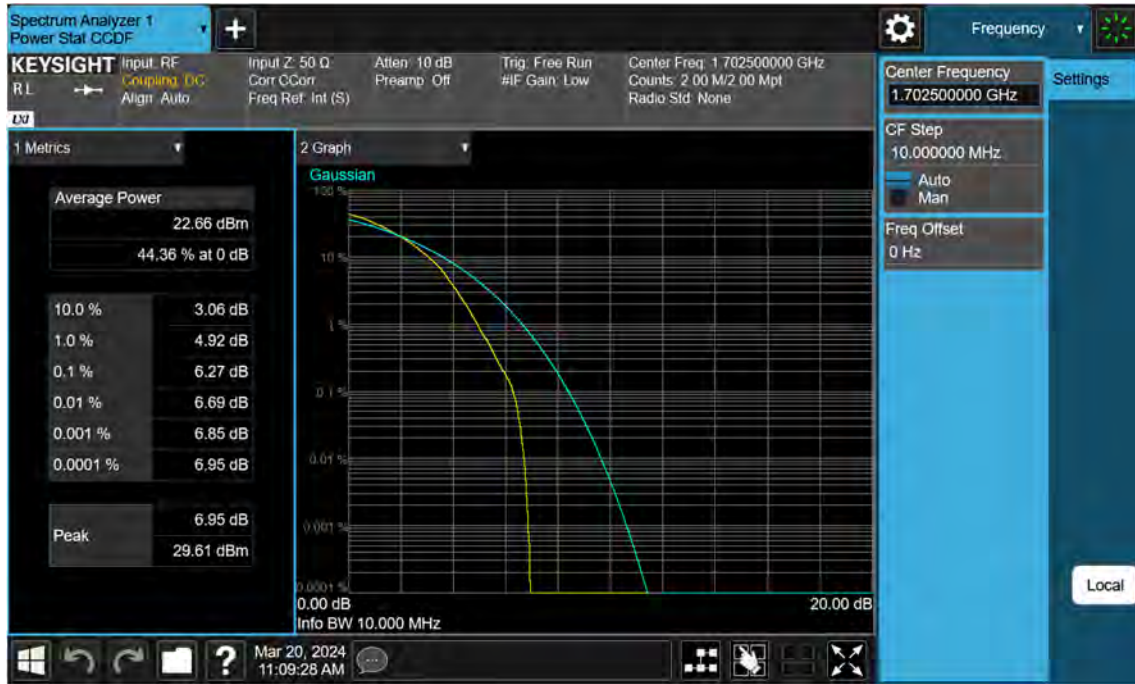 Spectrum Analyzer 1
Power Stat CCDF
+
Frequency
KEYSIGHT
RL
LXI
Input: RF
Coupling: DC
Align: Auto
Input Z: 50 Ω
Corr CCorr
Freq Ref: Int (S)
Atten: 10 dB
Preamp: Off
Trig: Free Run
#IF Gain: Low
Center Freq: 1.702500000 GHz
Counts: 2.00 M/2.00 Mpt
Radio Std: None
Center Frequency
1.702500000 GHz
Settings
CF Step
10.000000 MHz
Auto
Man
Freq Offset
0 Hz
1 Metrics
Average Power
22.66 dBm
44.36 % at 0 dB
10.0 % 3.06 dB
1.0 % 4.92 dB
0.1 % 6.27 dB
0.01 % 6.69 dB
0.001 % 6.85 dB
0.0001 % 6.95 dB
Peak 6.95 dB
29.61 dBm
2 Graph
Gaussian
100 %
10 %
1 %
0.1 %
0.01 %
0.001 %
0.0001 %
0.00 dB 20.00 dB
Info BW 10.000 MHz
Local
?
Mar 20, 2024
11:09:28 AM